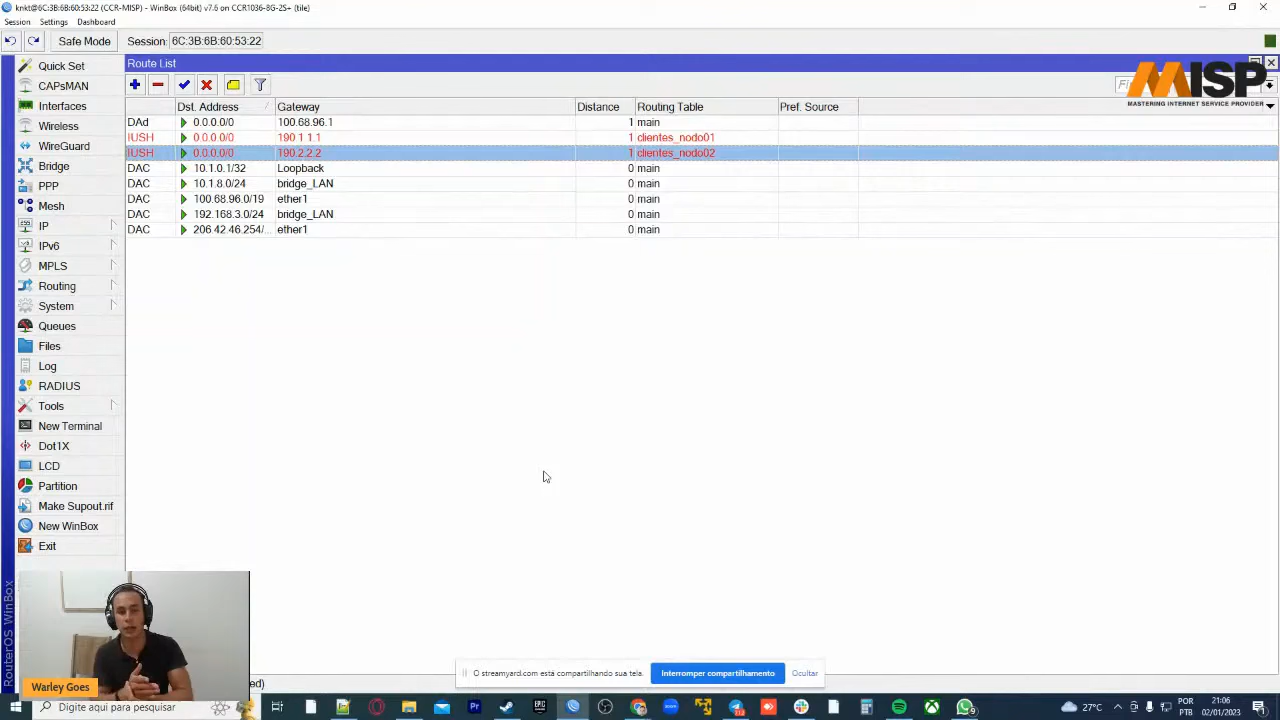 knkt@6C:3B:6B:60:53:22 (CCR-MISP) - WinBox (64bit) v7.6 on CCR1036-8G-2S+ (tile)
Session Settings Dashboard
Safe Mode Session: 6C:3B:6B:60:53:22
Route List
MISP
MASTERING INTERNET SERVICE PROVIDER
Dst. Address Gateway Distance Routing Table Pref. Source
DAd 0.0.0.0/0 100.68.96.1 1 main
IUSH 0.0.0.0/0 190.1.1.1 1 clientes_nodo01
IUSH 0.0.0.0/0 190.2.2.2 1 clientes_nodo02
DAC 10.1.0.1/32 Loopback 0 main
DAC 10.1.8.0/24 bridge_LAN 0 main
DAC 100.68.96.0/19 ether1 0 main
DAC 192.168.3.0/24 bridge_LAN 0 main
DAC 206.42.46.254/... ether1 0 main
Quick Set
CAPsMAN
Interfaces
Wireless
WireGuard
Bridge
PPP
Mesh
IP
IPv6
MPLS
Routing
System
Queues
Files
Log
RADIUS
Tools
New Terminal
Dot1X
LCD
Partition
Make Supout.rif
New WinBox
Exit
RouterOS WinBox
Warley Goes
O streamyard.com está compartilhando sua tela.
Interromper compartilhamento
Ocultar
Digite aqui para pesquisar
27°C
POR
PTB
21:06
02/01/2023